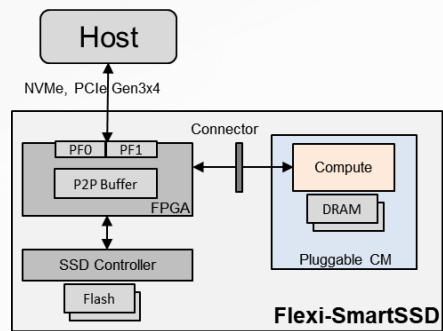 Host
NVMe, PCIe Gen3x4
Connector
PF0 PF1
P2P Buffer
FPGA
Compute
DRAM
Pluggable CM
SSD Controller
Flash
Flexi-SmartSSD